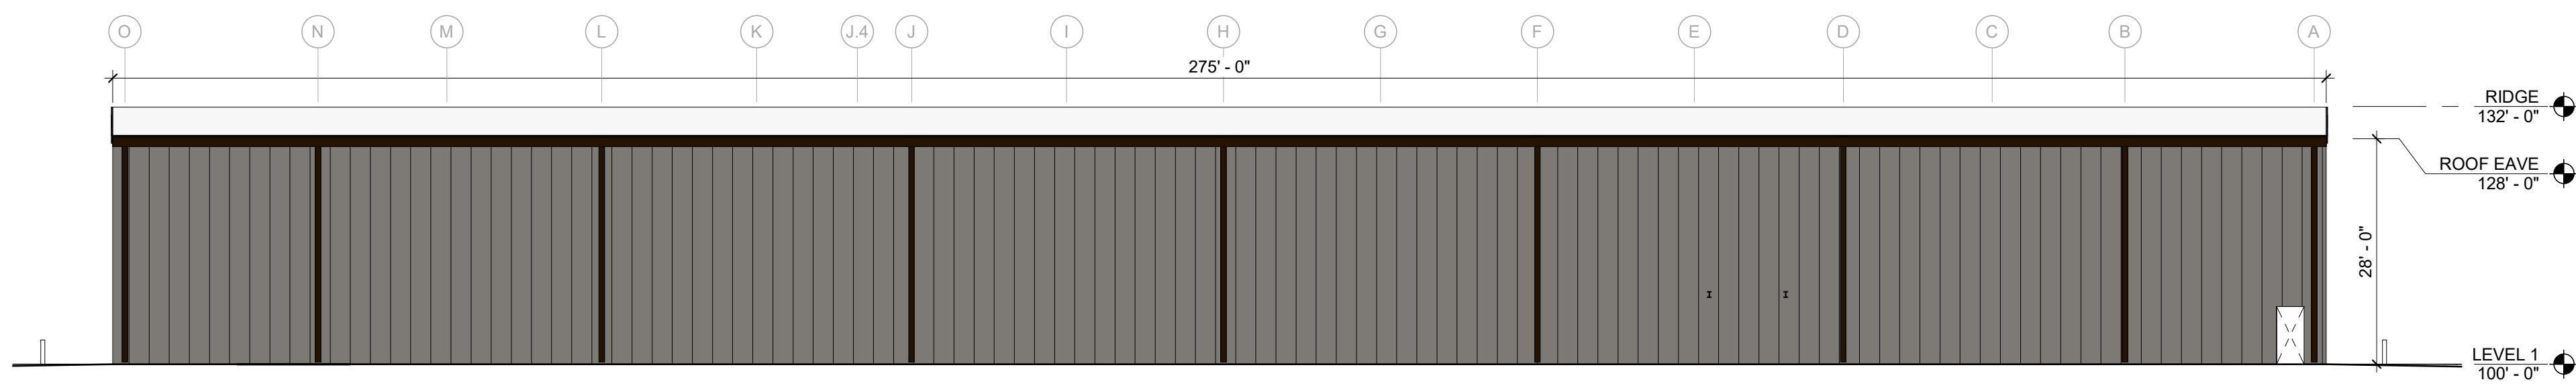 O N M L K J.4 J I H G F E D C B A
275' - 0"
RIDGE
132' - 0"
ROOF EAVE
128' - 0"
28' - 0"
LEVEL 1
100' - 0"